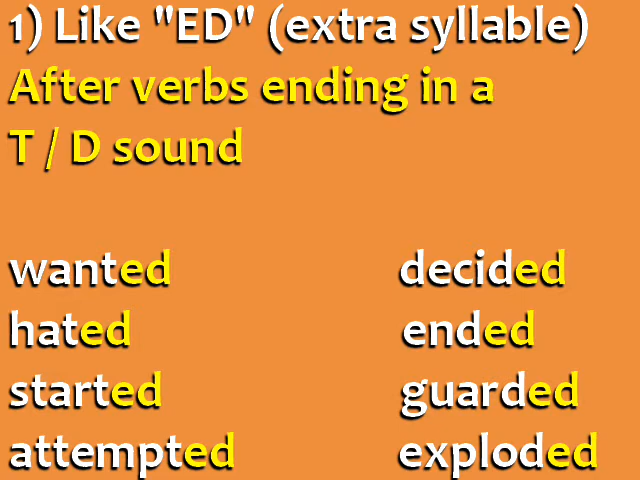 1) Like "ED" (extra syllable)
After verbs ending in a
T / D sound
wanted decided
hated ended
started guarded
attempted exploded